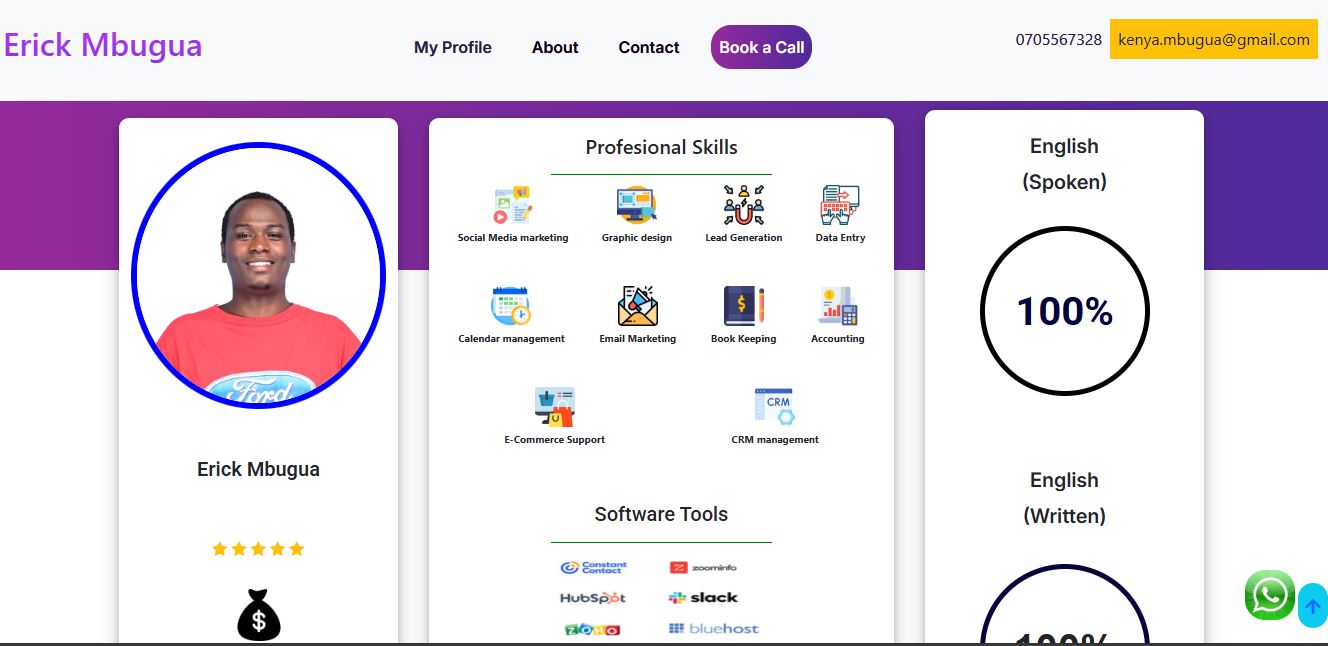 Erick Mbugua
My Profile
About
Contact
Book a Call
0705567328
kenya.mbugua@gmail.com
Erick Mbugua
Ford
$
Profesional Skills
Social Media marketing
Graphic design
Lead Generation
Data Entry
Calendar management
Email Marketing
Book Keeping
Accounting
E-Commerce Support
CRM
CRM management
Software Tools
Constant
Contact
zoominfo
HubSpot
slack
ZOHO
bluehost
English
(Spoken)
100%
English
(Written)
100%